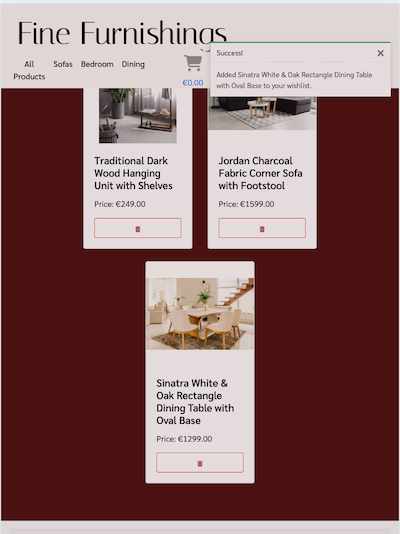 Fine Furnishings
All
Products
Sofas
Bedroom
Dining
€0.00
Success!
Added Sinatra White & Oak Rectangle Dining Table
with Oval Base to your wishlist.
Traditional Dark
Wood Hanging
Unit with Shelves
Price: €249.00
Jordan Charcoal
Fabric Corner Sofa
with Footstool
Price: €1599.00
Sinatra White &
Oak Rectangle
Dining Table with
Oval Base
Price: €1299.00